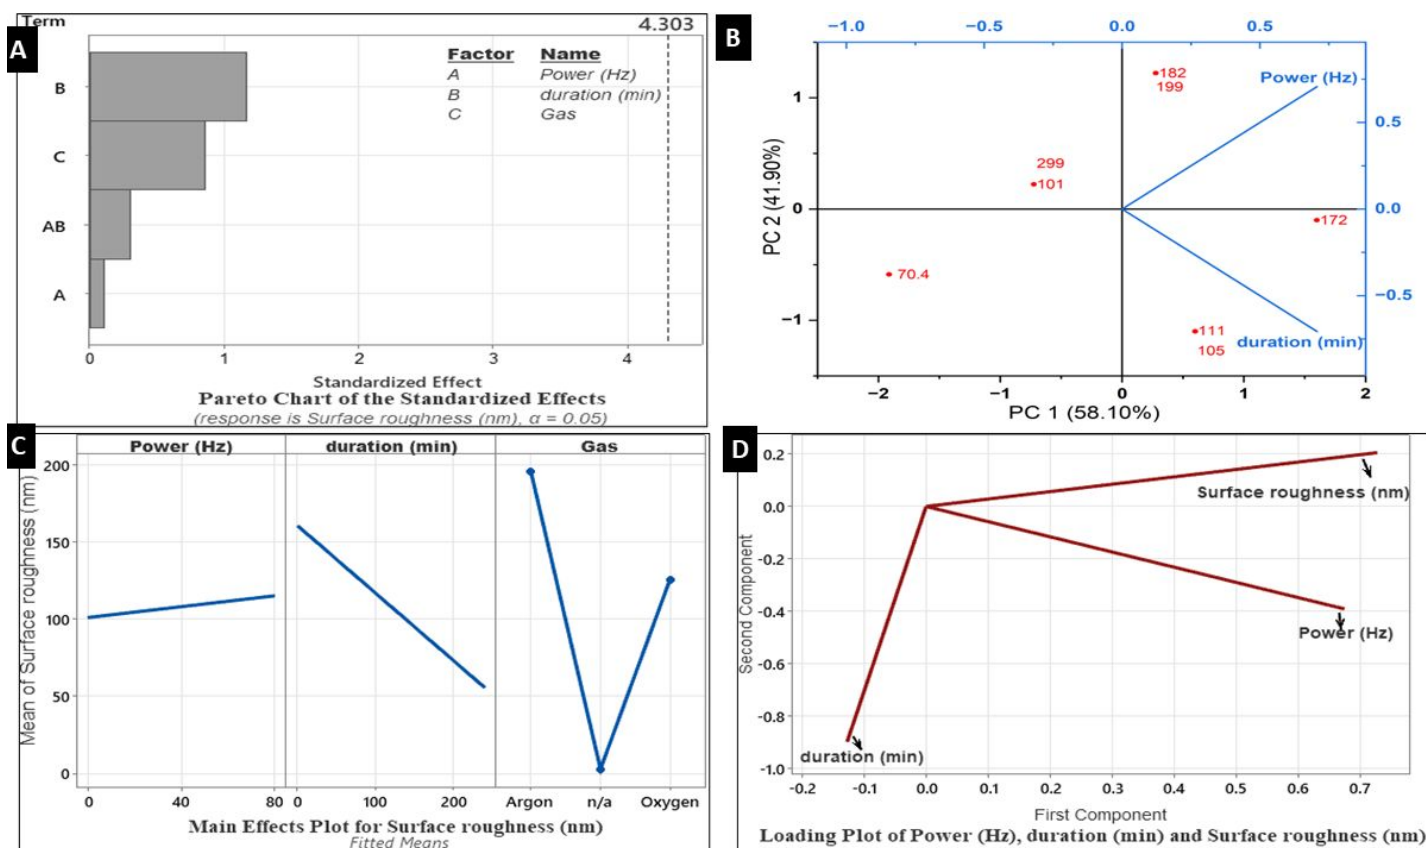 A
Term
4.303
Factor Name
A Power (Hz)
B duration (min)
C Gas
B
C
AB
A
0 1 2 3 4
Standardized Effect
Pareto Chart of the Standardized Effects
(response is Surface roughness (nm), α = 0.05)
B
−1.0 −0.5 0.0 0.5
Power (Hz)
182
199
299
101
172
70.4
111
105
duration (min)
1
0
−1
0.5
0.0
−0.5
PC 2 (41.90%)
−2 −1 0 1 2
PC 1 (58.10%)
C
Power (Hz) duration (min) Gas
Mean of Surface roughness (nm)
200
150
100
50
0
0 40 80 0 100 200 Argon n/a Oxygen
Main Effects Plot for Surface roughness (nm)
Fitted Means
D
Second Component
0.2
0.0
-0.2
-0.4
-0.6
-0.8
-1.0
Surface roughness (nm)
Power (Hz)
duration (min)
-0.2 -0.1 0.0 0.1 0.2 0.3 0.4 0.5 0.6 0.7
First Component
Loading Plot of Power (Hz), duration (min) and Surface roughness (nm)